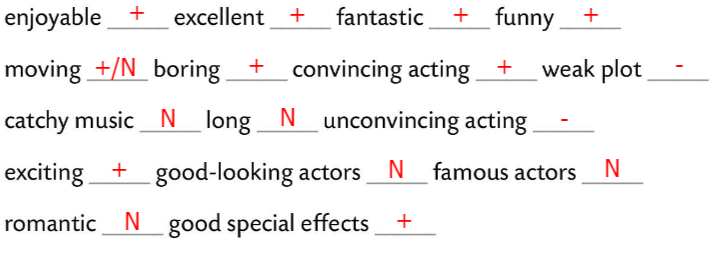 enjoyable + excellent + fantastic + funny +
moving +/N boring + convincing acting + weak plot -
catchy music N long N unconvincing acting -
exciting + good-looking actors N famous actors N
romantic N good special effects +